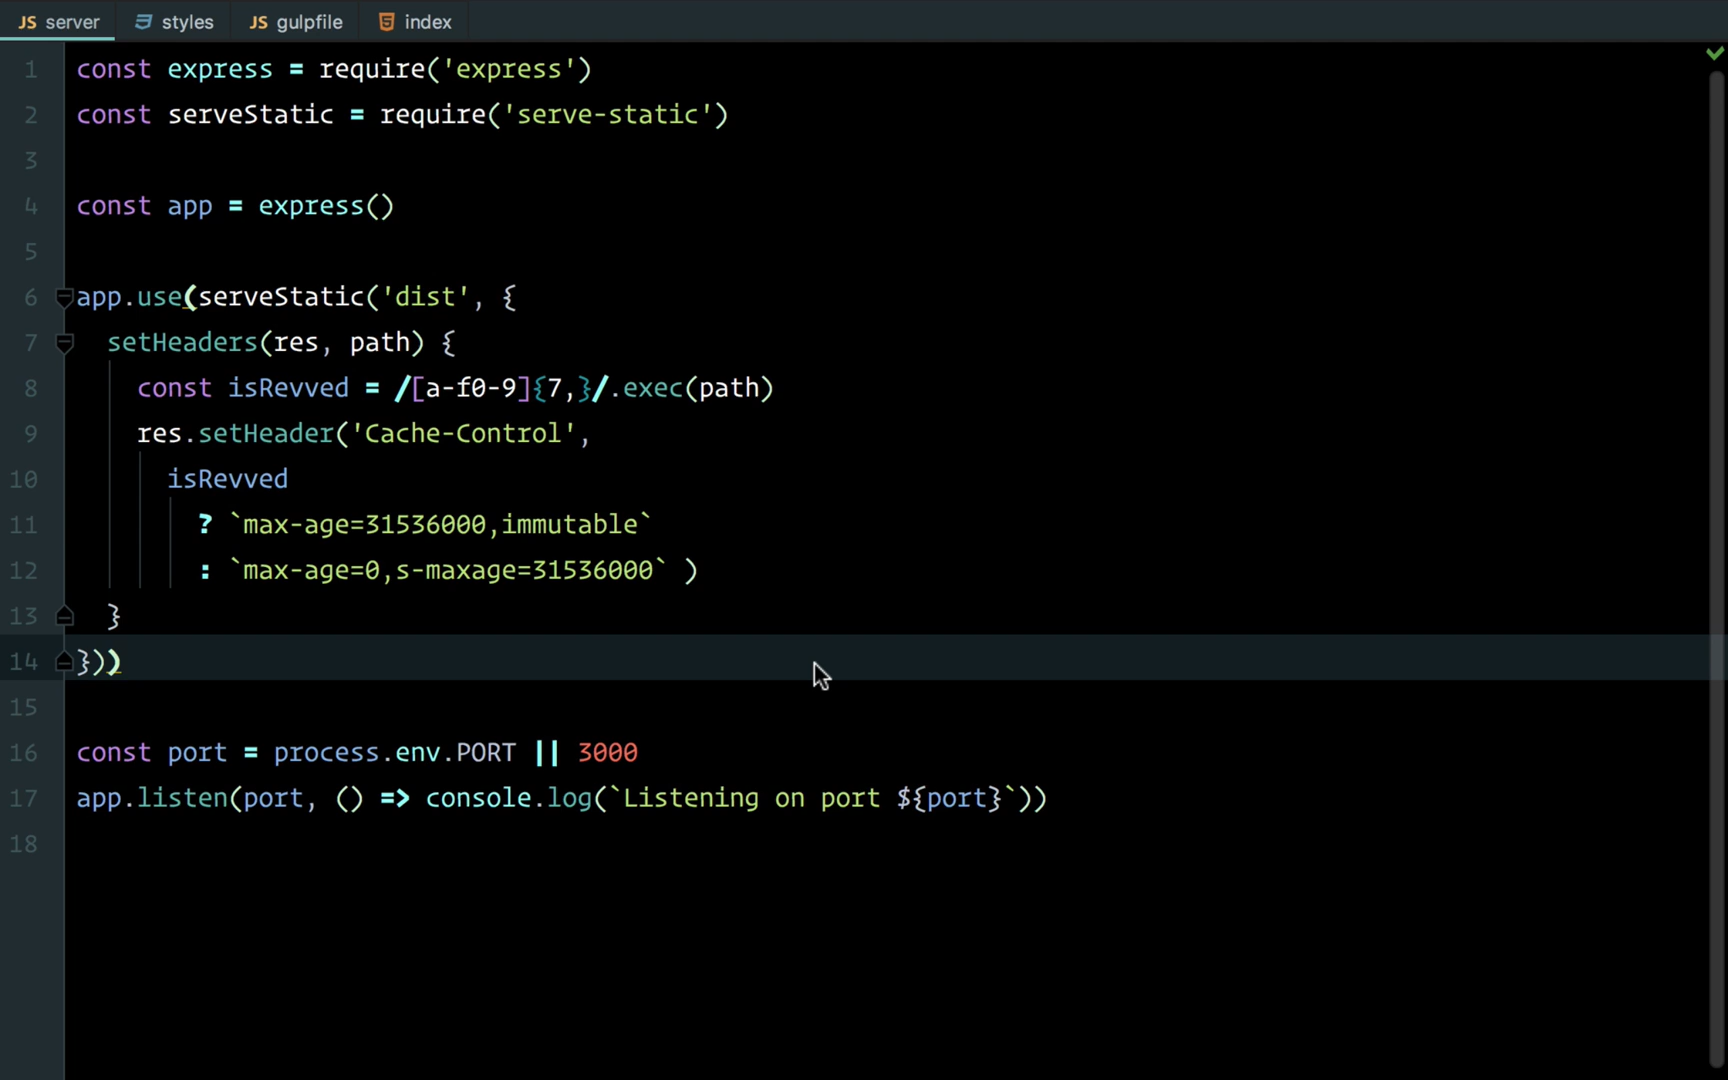 JS server styles JS gulpfile index
1 const express = require('express')
2 const serveStatic = require('serve-static')
3
4 const app = express()
5
6 app.use(serveStatic('dist', {
7 setHeaders(res, path) {
8 const isRevved = /[a-f0-9]{7,}/.exec(path)
9 res.setHeader('Cache-Control',
10 isRevved
11 ? `max-age=31536000,immutable`
12 : `max-age=0,s-maxage=31536000` )
13 }
14 }))
15
16 const port = process.env.PORT || 3000
17 app.listen(port, () => console.log(`Listening on port ${port}`))
18